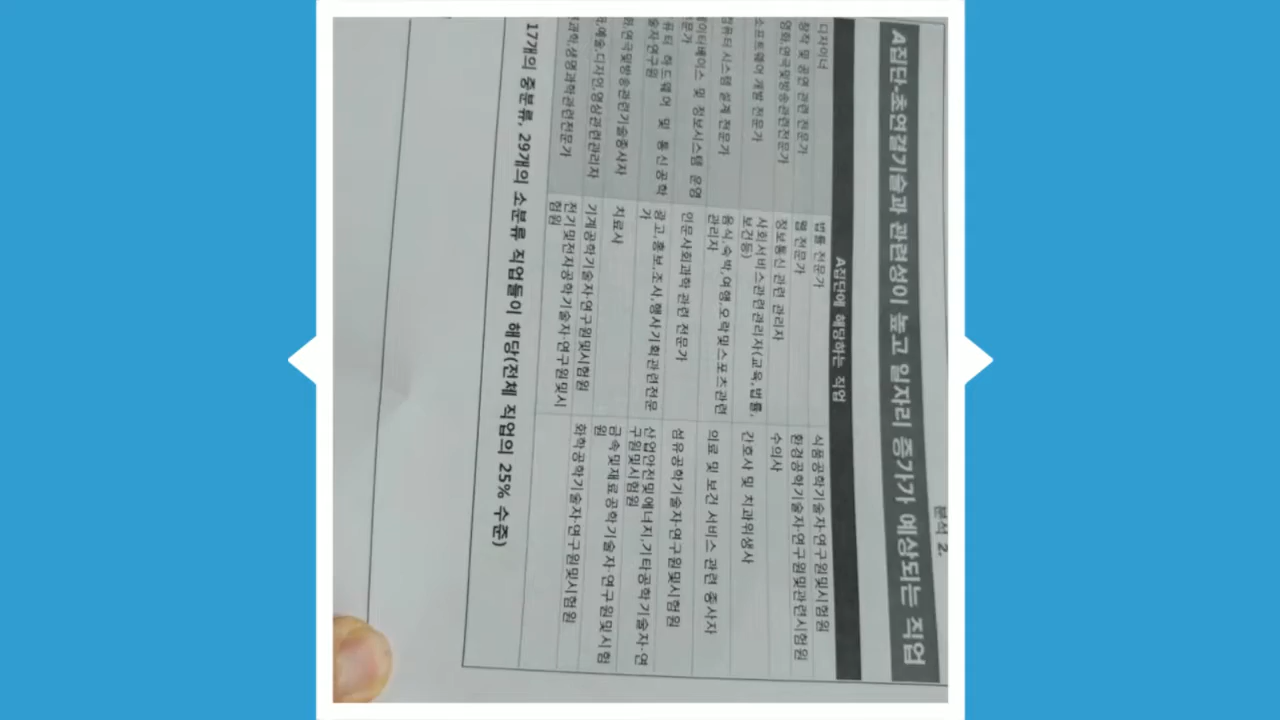 분석 2.
A집단-초연결기술과 관련성이 높고 일자리 증가가 예상되는 직업
A집단에 해당하는 직업
디자이너
창작 및 공연 관련 전문가
영화,연극및방송관련전문가
소프트웨어 개발 전문가
컴퓨터 시스템 설계 전문가
데이터베이스 및 정보시스템 운영
전문가
하드웨어 및 통신공학
술자·연구원
연극및방송관련기술종사자
예술,디자인,영상관련관리자
생명과학관련전문가
법률 전문가
웹 전문가
정보통신 관련 관리자
사회서비스관련관리자(교육,법률,
보건등)
음식,숙박,여행,오락및스포츠관련
관리자
인문사회과학 관련 전문가
광고,홍보,조사,행사기획관련전문
가
치료사
기계공학기술자·연구원및시험원
전기및전자공학기술자·연구원및시
험원
식품공학기술자·연구원및시험원
환경공학기술자·연구원및관련시험원
수의사
간호사 및 치과위생사
의료 및 보건 서비스 관련 종사자
섬유공학기술자·연구원및시험원
산업안전및에너지,기타공학기술자·연
구원및시험원
금속및재료공학기술자·연구원및시험
원
화학공학기술자·연구원및시험원
17개의 중분류, 29개의 소분류 직업들이 해당(전체 직업의 25% 수준)